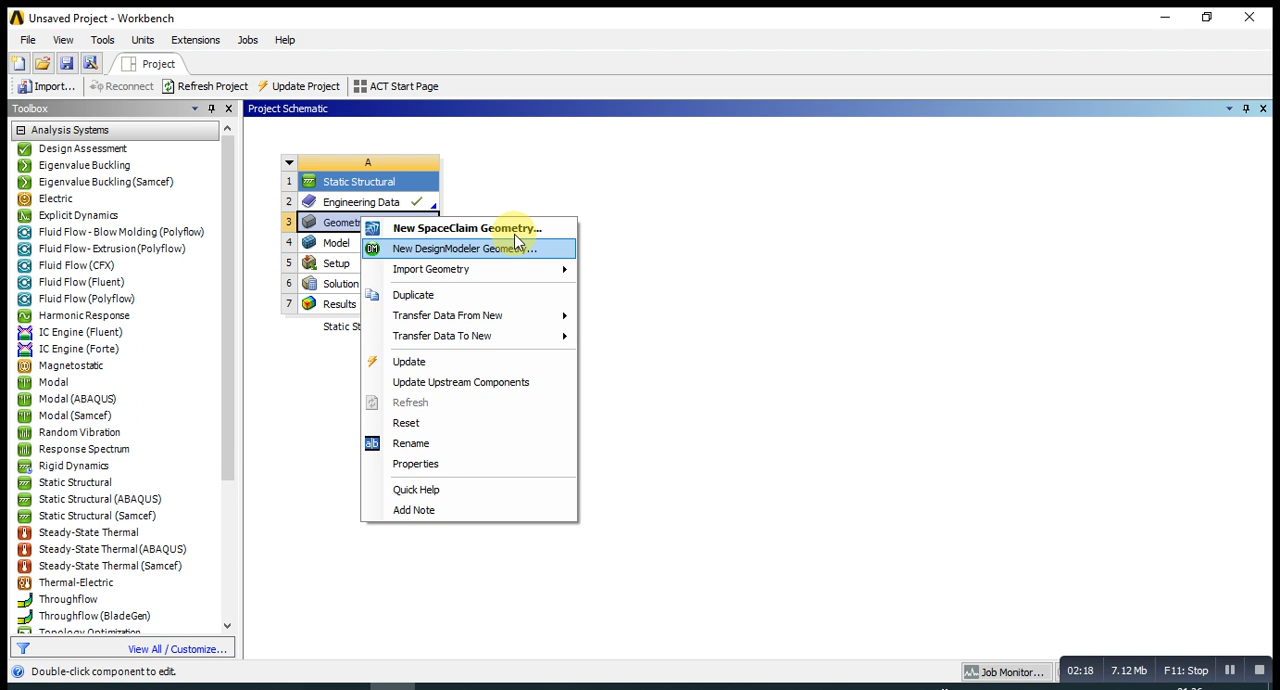 Unsaved Project - Workbench
File View Tools Units Extensions Jobs Help
Project
Import... Reconnect Refresh Project Update Project ACT Start Page
Toolbox
Project Schematic
Analysis Systems
Design Assessment
Eigenvalue Buckling
Eigenvalue Buckling (Samcef)
Electric
Explicit Dynamics
Fluid Flow - Blow Molding (Polyflow)
Fluid Flow - Extrusion (Polyflow)
Fluid Flow (CFX)
Fluid Flow (Fluent)
Fluid Flow (Polyflow)
Harmonic Response
IC Engine (Fluent)
IC Engine (Forte)
Magnetostatic
Modal
Modal (ABAQUS)
Modal (Samcef)
Random Vibration
Response Spectrum
Rigid Dynamics
Static Structural
Static Structural (ABAQUS)
Static Structural (Samcef)
Steady-State Thermal
Steady-State Thermal (ABAQUS)
Steady-State Thermal (Samcef)
Thermal-Electric
Throughflow
Throughflow (BladeGen)
Topology Optimization
View All / Customize...
A
1 Static Structural
2 Engineering Data
3 Geometr
4 Model
5 Setup
6 Solution
7 Results
Static St
New SpaceClaim Geometry...
New DesignModeler Geometry...
Import Geometry
Duplicate
Transfer Data From New
Transfer Data To New
Update
Update Upstream Components
Refresh
Reset
Rename
Properties
Quick Help
Add Note
Double-click component to edit.
Job Monitor...
02:18 7.12 Mb F11: Stop